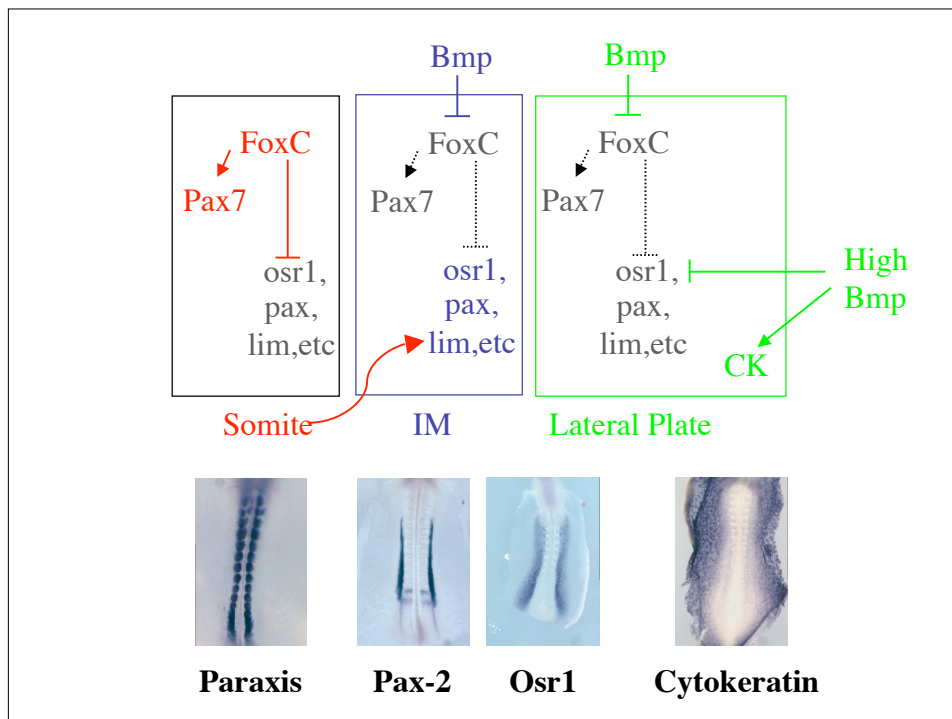 Bmp
Bmp
FoxC
Pax7
osr1,
pax,
lim,etc
FoxC
Pax7
osr1,
pax,
lim,etc
FoxC
Pax7
osr1,
pax,
lim,etc
High
Bmp
CK
Somite
IM
Lateral Plate
Paraxis
Pax-2
Osr1
Cytokeratin